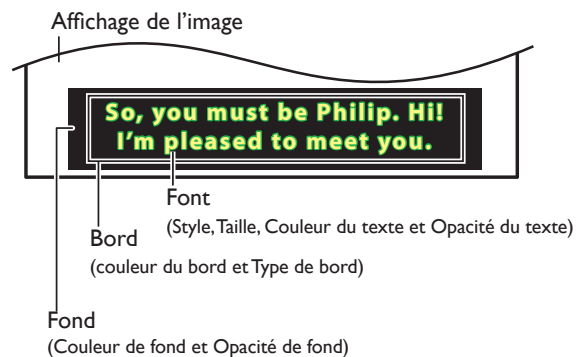 Affichage de l'image
So, you must be Philip. Hi!
I'm pleased to meet you.
Font
(Style, Taille, Couleur du texte et Opacité du texte)
Bord
(couleur du bord et Type de bord)
Fond
(Couleur de fond et Opacité de fond)